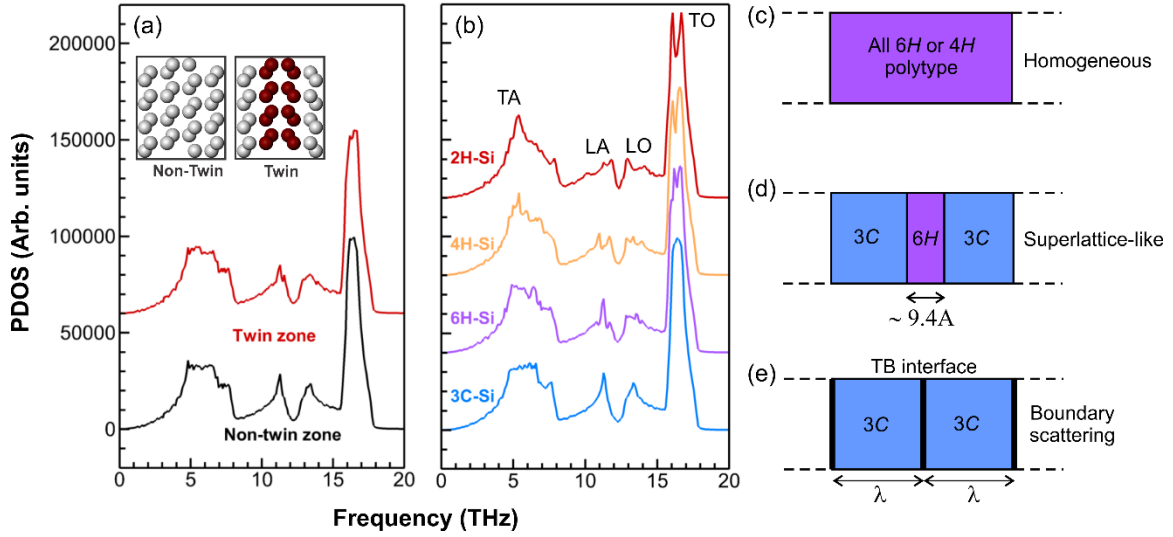 (a)
200000
150000
100000
50000
0
PDOS (Arb. units)
Non-Twin
Twin
Twin zone
Non-twin zone
0
5
10
15
20
(b)
TO
TA
LA
LO
2H-Si
4H-Si
6H-Si
3C-Si
0
5
10
15
20
Frequency (THz)
(c)
All 6H or 4H
polytype
Homogeneous
(d)
3C
6H
3C
Superlattice-like
~ 9.4A
(e)
TB interface
3C
3C
Boundary
scattering
λ
λ